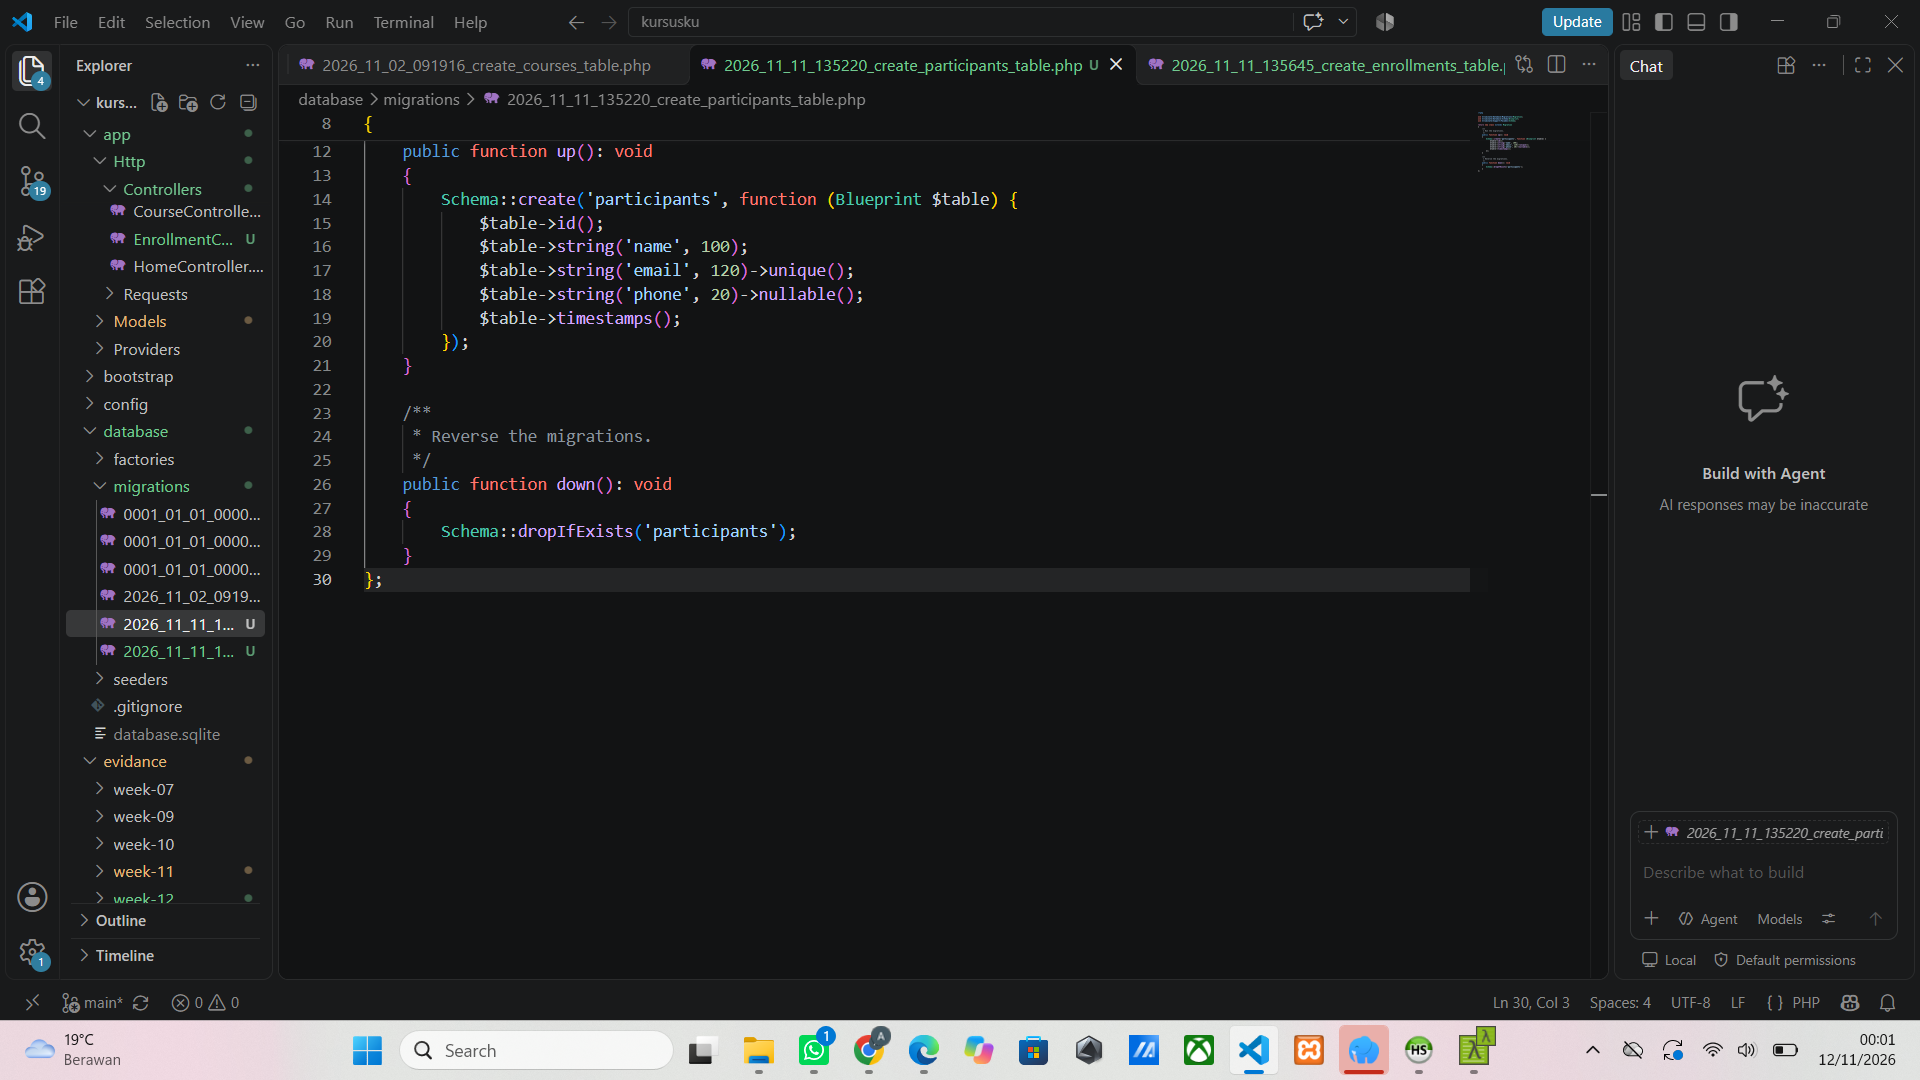 File Edit Selection View Go Run Terminal Help
kursusku
Update
Explorer
kurs...
app
Http
Controllers
CourseControlle...
EnrollmentC... U
HomeController....
Requests
Models
Providers
bootstrap
config
database
factories
migrations
0001_01_01_0000...
0001_01_01_0000...
0001_01_01_0000...
2026_11_02_0919...
2026_11_11_1... U
2026_11_11_1... U
seeders
.gitignore
database.sqlite
evidance
week-07
week-09
week-10
week-11
week-12
Outline
Timeline
4
19
1
2026_11_02_091916_create_courses_table.php
2026_11_11_135220_create_participants_table.php U
2026_11_11_135645_create_enrollments_table.
database > migrations > 2026_11_11_135220_create_participants_table.php
8 {
12 public function up(): void
13 {
14 Schema::create('participants', function (Blueprint $table) {
15 $table->id();
16 $table->string('name', 100);
17 $table->string('email', 120)->unique();
18 $table->string('phone', 20)->nullable();
19 $table->timestamps();
20 });
21 }
22
23 /**
24 * Reverse the migrations.
25 */
26 public function down(): void
27 {
28 Schema::dropIfExists('participants');
29 }
30 };
Chat
Build with Agent
AI responses may be inaccurate
2026_11_11_135220_create_parti
Describe what to build
Agent Models
Local Default permissions
main* 0 0
Ln 30, Col 3 Spaces: 4 UTF-8 LF { } PHP
19°C
Berawan
Search
1
A
HS
λ
λ
00:01
12/11/2026